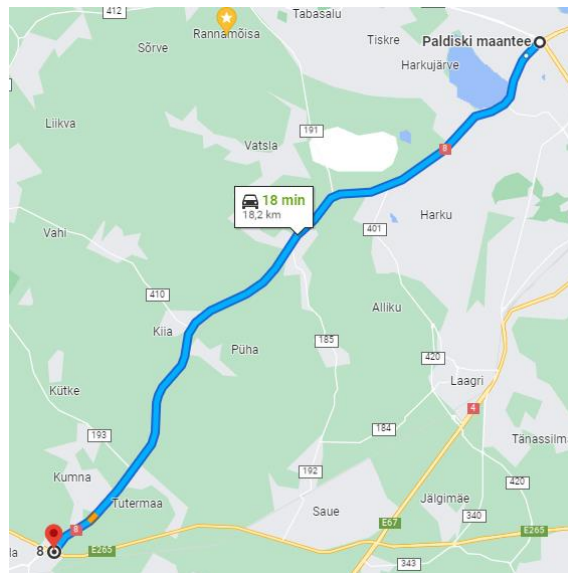 412
Tabasalu
Rannamõisa
Tiskre
Paldiski maantee
Sõrve
Harkujärve
Liikva
191
Vatsla
8
18 min
18,2 km
Harku
401
Vahi
410
Alliku
Kiia
185
Püha
420
Laagri
Kütke
4
184
193
Tänassilma
192
Kumna
420
Tutermaa
Jälgimäe
Saue
340
8
E67
E265
8
E265
343